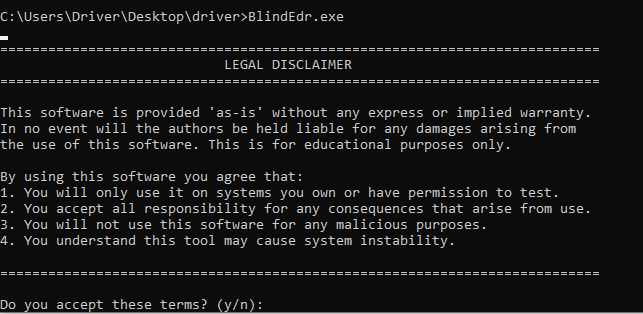 C:\Users\Driver\Desktop\driver>BlindEdr.exe
===========================================================================
LEGAL DISCLAIMER
===========================================================================
This software is provided 'as-is' without any express or implied warranty.
In no event will the authors be held liable for any damages arising from
the use of this software. This is for educational purposes only.
By using this software you agree that:
1. You will only use it on systems you own or have permission to test.
2. You accept all responsibility for any consequences that arise from use.
3. You will not use this software for any malicious purposes.
4. You understand this tool may cause system instability.
===========================================================================
Do you accept these terms? (y/n):